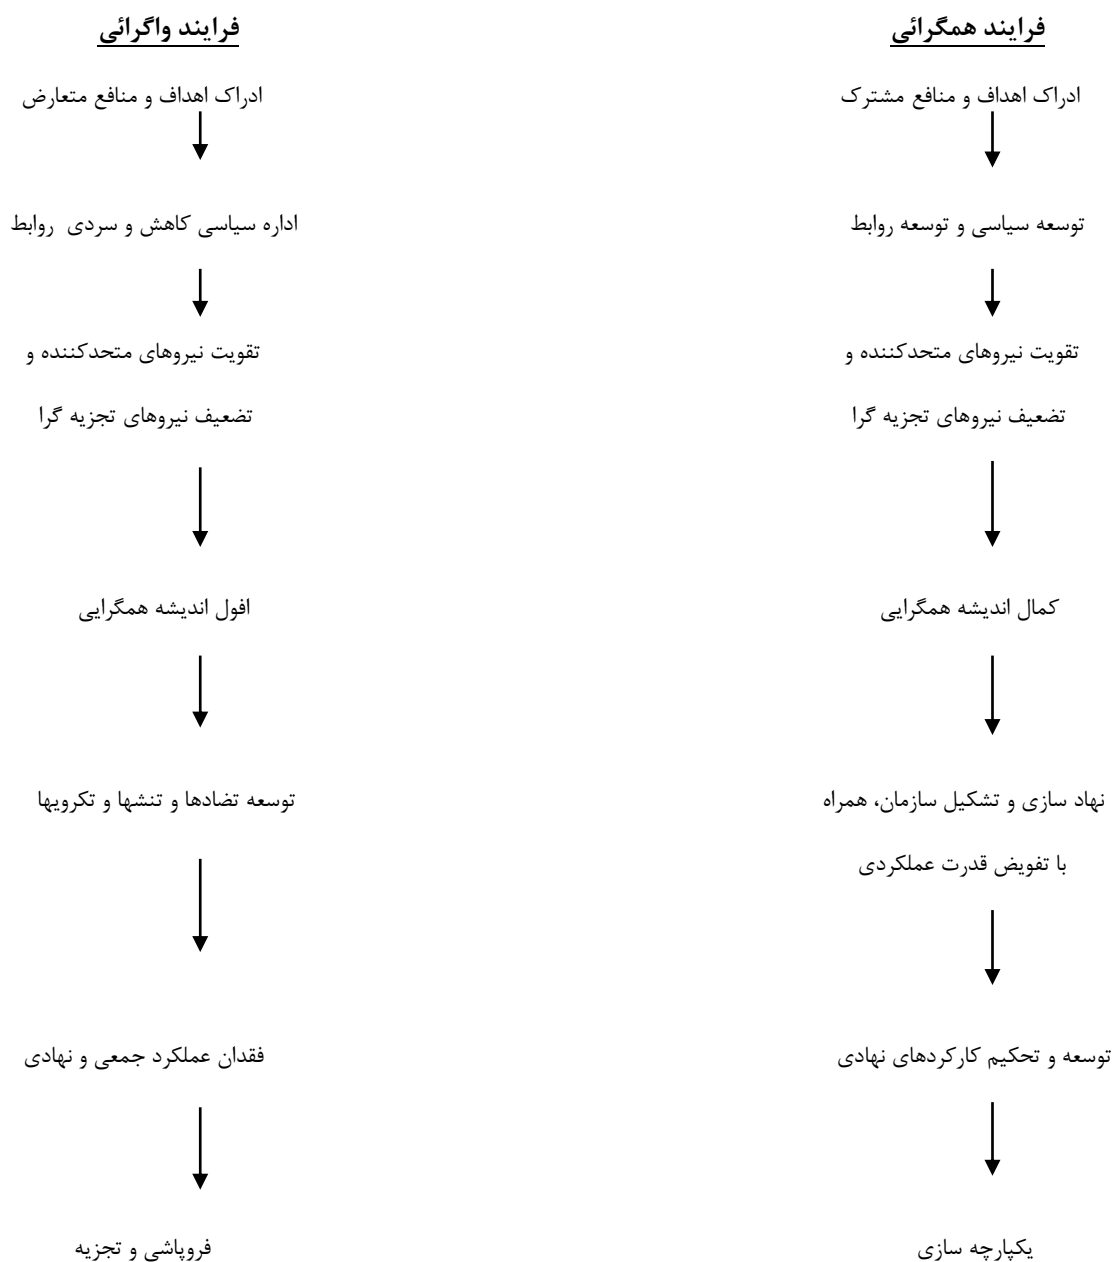 فرایند همگرائی
ادراک اهداف و منافع مشترک
توسعه سیاسی و توسعه روابط
تقویت نیروهای متحدکننده و
تضعیف نیروهای تجزیه گرا
کمال اندیشه همگرایی
نهاد سازی و تشکیل سازمان، همراه
با تفویض قدرت عملکردی
توسعه و تحکیم کارکردهای نهادی
یکپارچه سازی
فرایند واگرائی
ادراک اهداف و منافع متعارض
اداره سیاسی کاهش و سردی روابط
تقویت نیروهای متحدکننده و
تضعیف نیروهای تجزیه گرا
افول اندیشه همگرایی
توسعه تضادها و تنشها و تکرویها
فقدان عملکرد جمعی و نهادی
فروپاشی و تجزیه